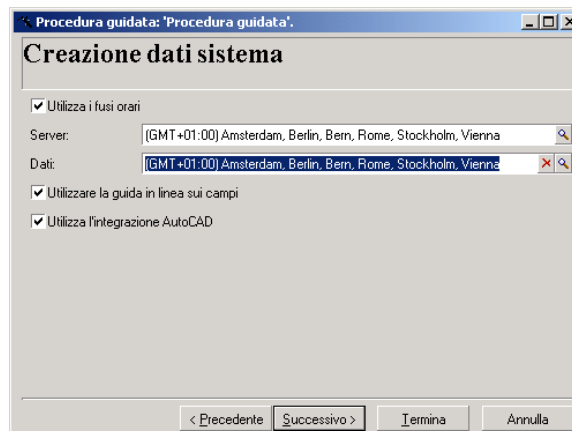 Procedura guidata: 'Procedura guidata'.
Creazione dati sistema
Utilizza i fusi orari
Server: (GMT+01:00) Amsterdam, Berlin, Bern, Rome, Stockholm, Vienna
Dati: (GMT+01:00) Amsterdam, Berlin, Bern, Rome, Stockholm, Vienna
Utilizzare la guida in linea sui campi
Utilizza l'integrazione AutoCAD
< Precedente Successivo > Termina Annulla